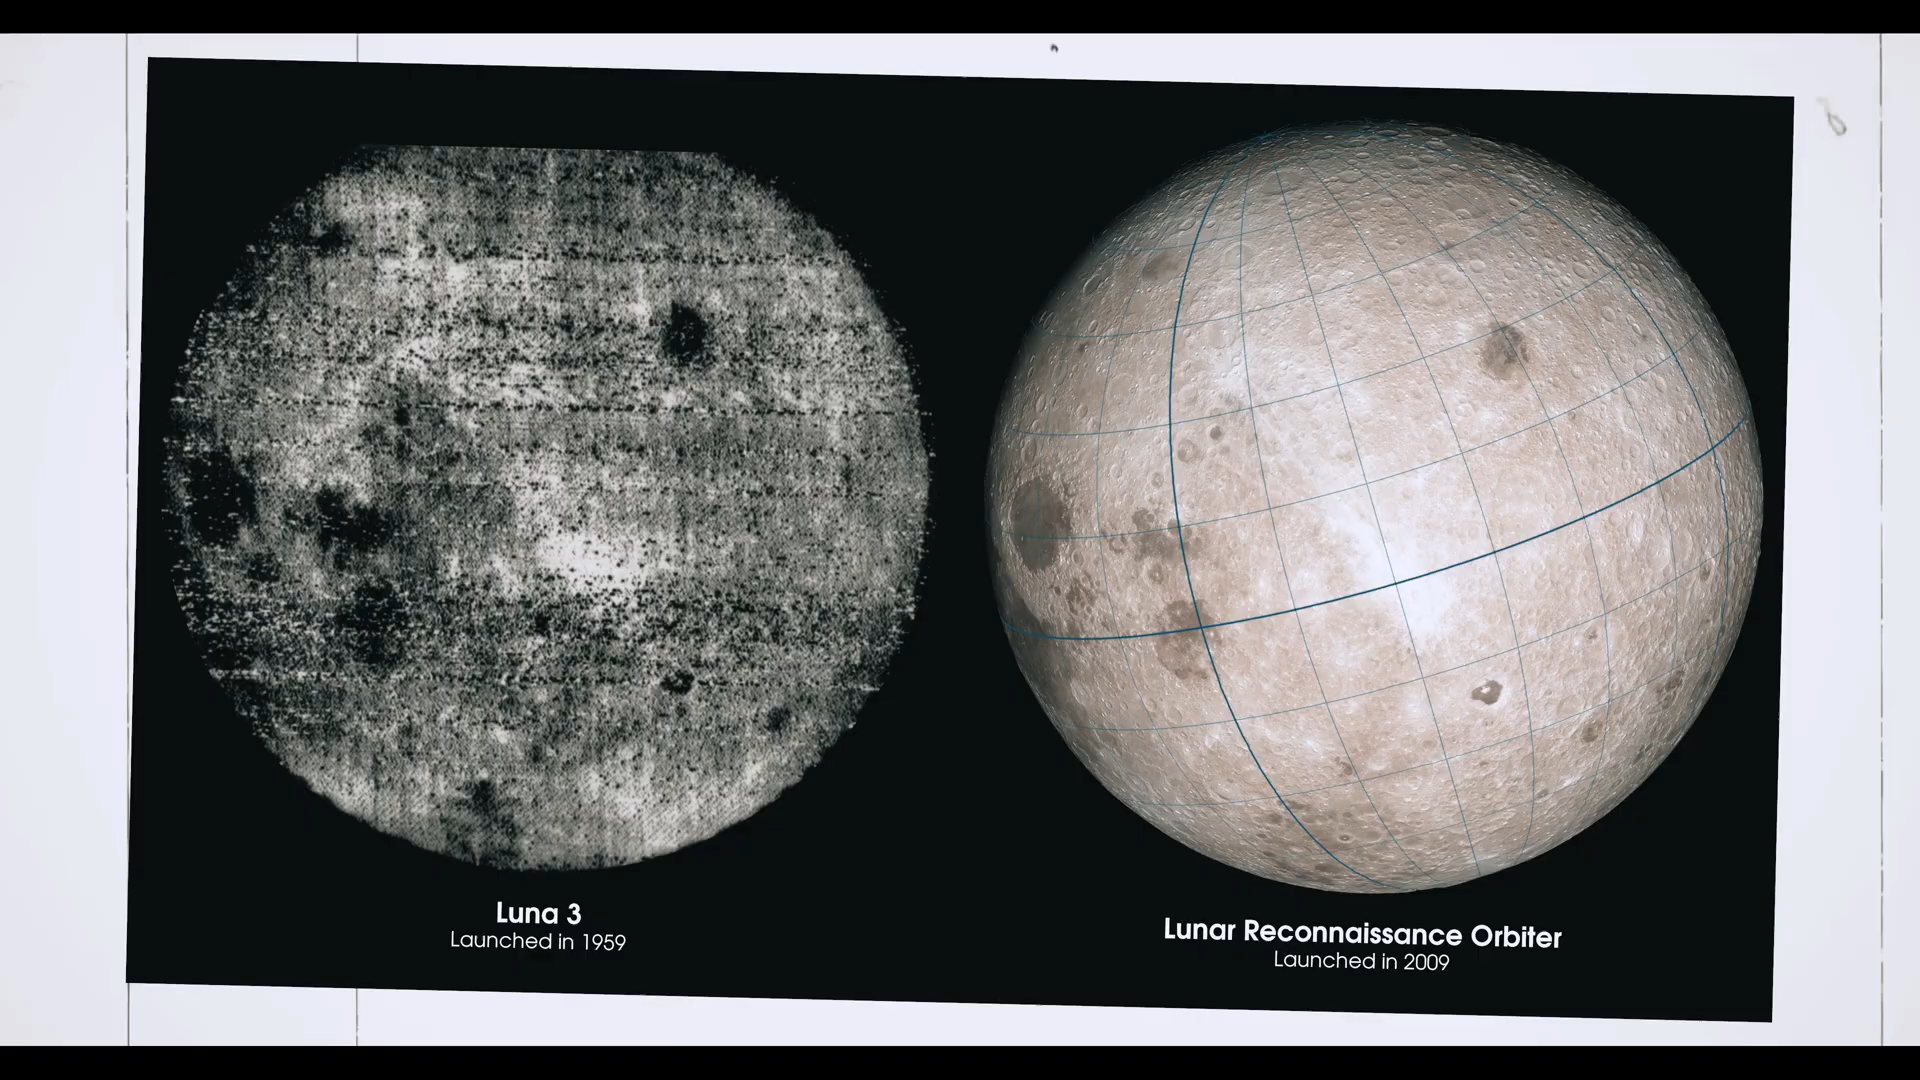 Luna 3
Launched in 1959
Lunar Reconnaissance Orbiter
Launched in 2009